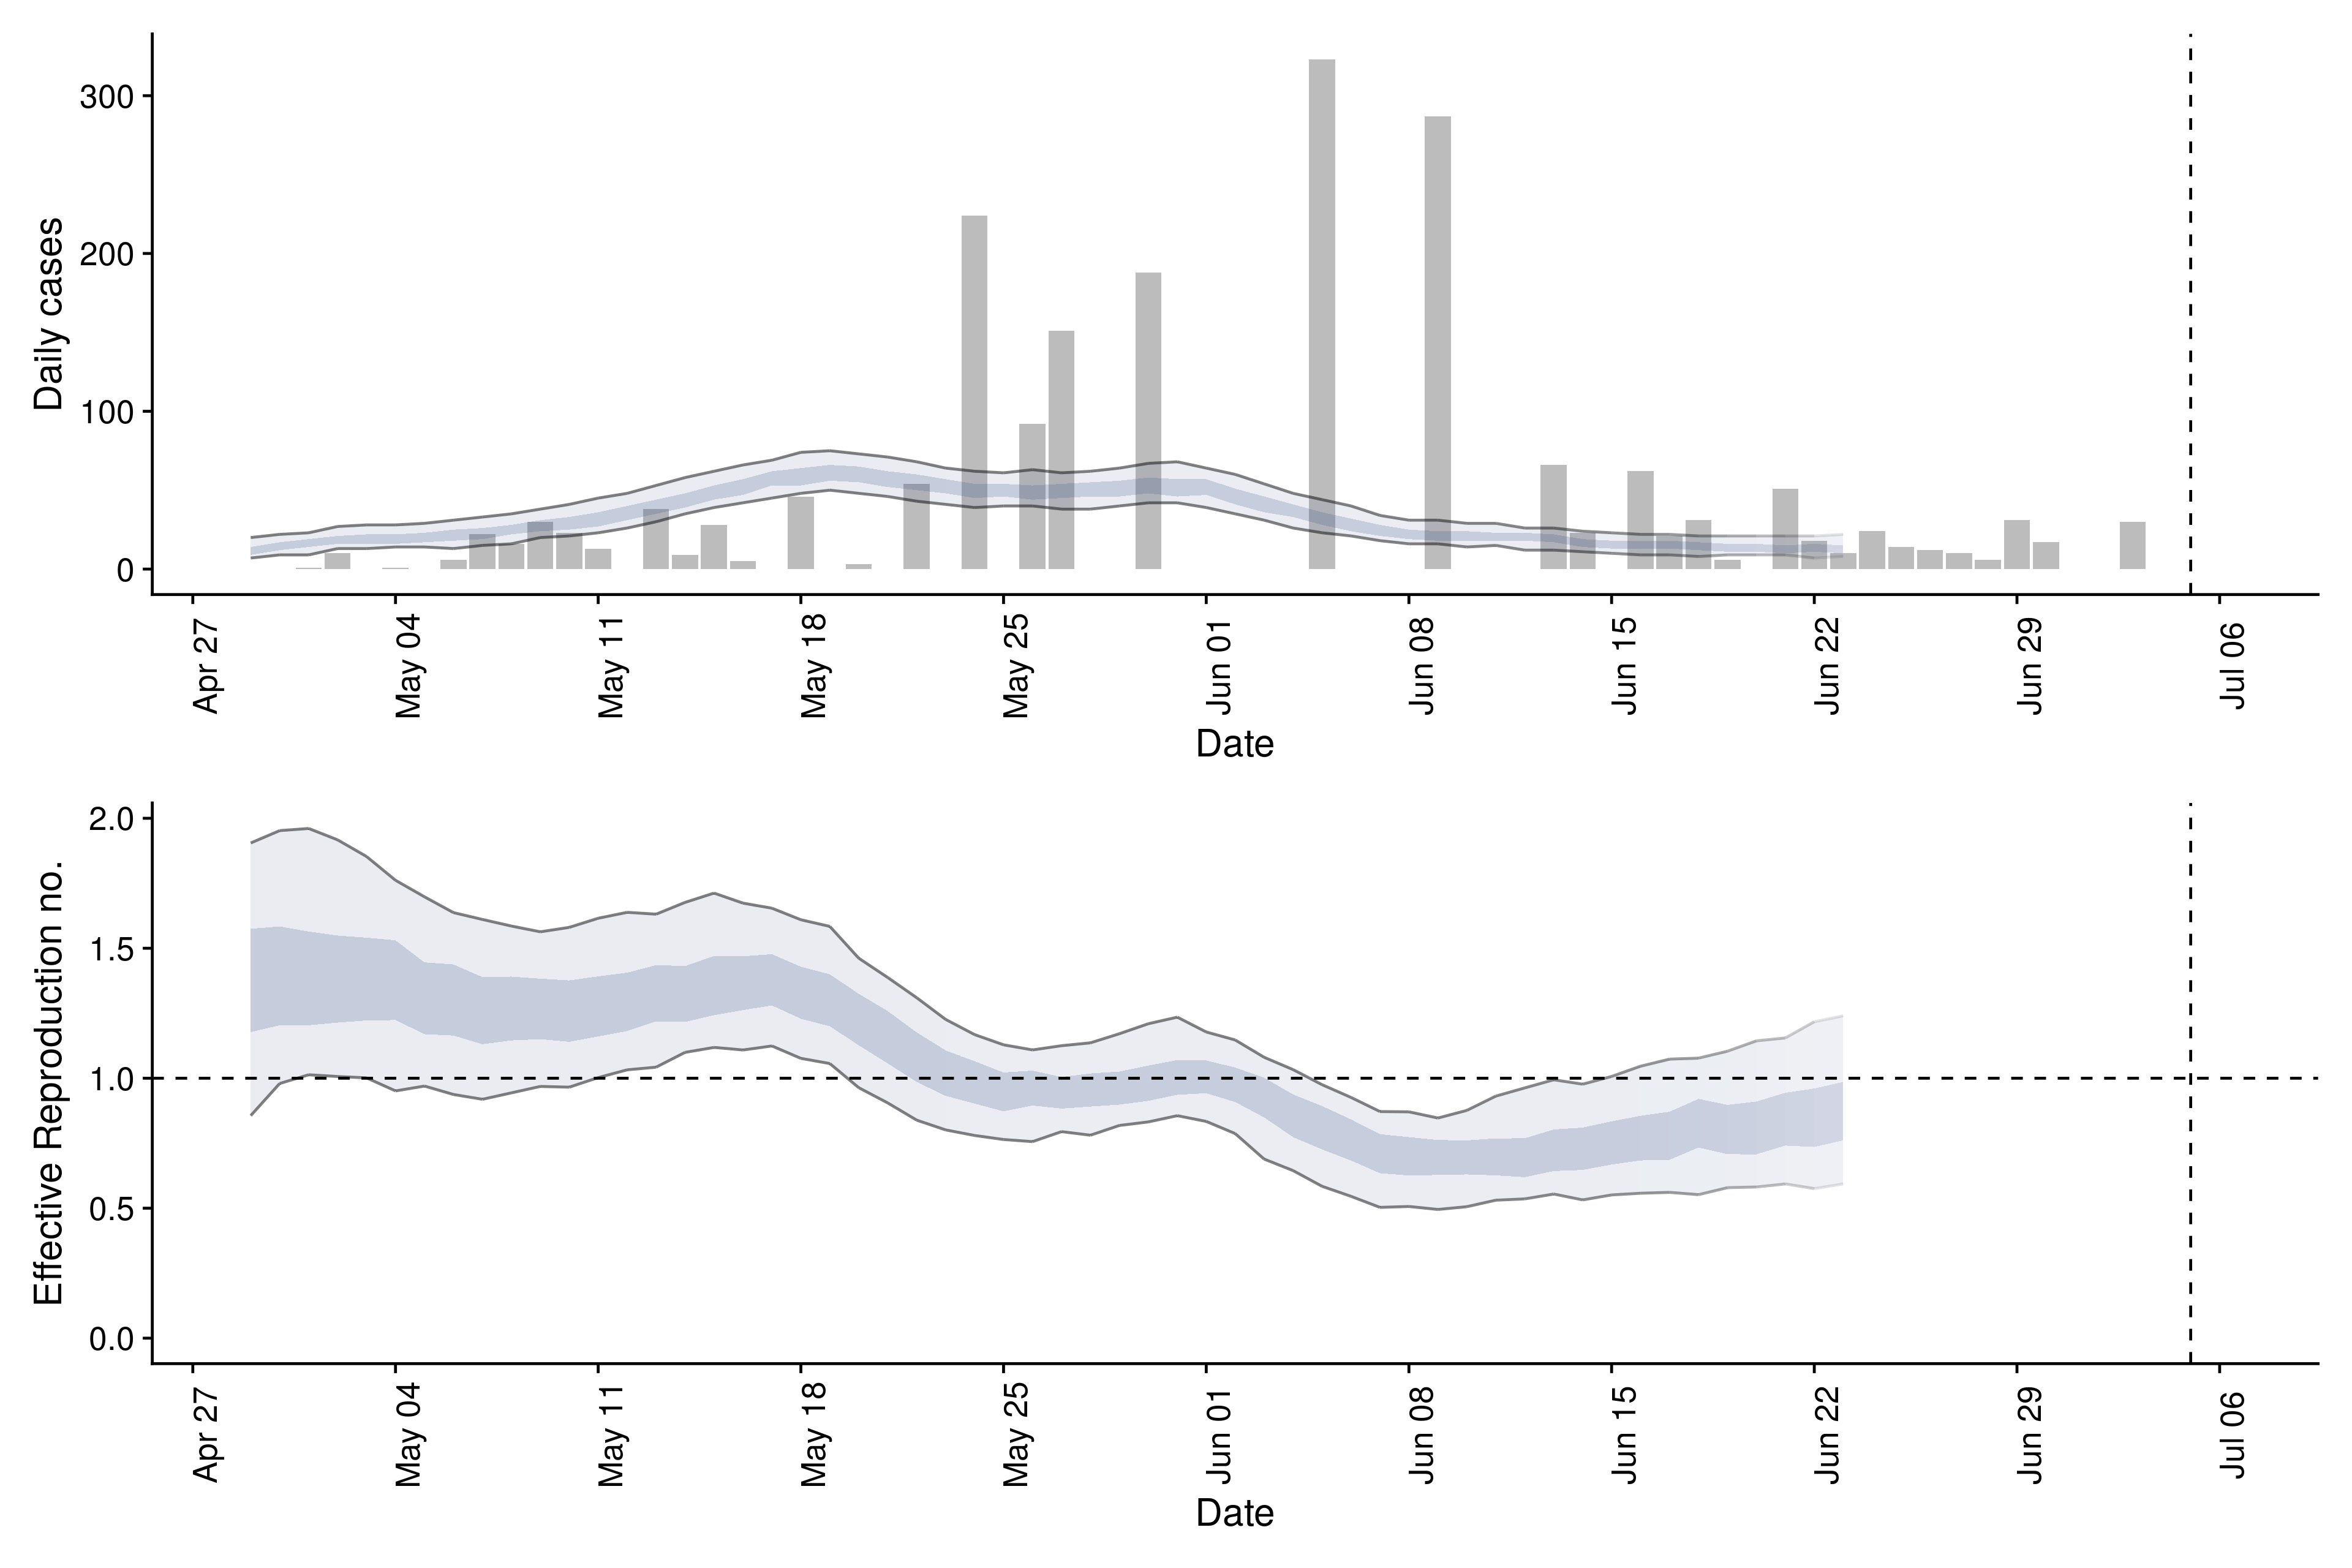 Daily cases
300
200
100
0
Apr 27
May 04
May 11
May 18
May 25
Jun 01
Jun 08
Jun 15
Jun 22
Jun 29
Jul 06
Date
Effective Reproduction no.
2.0
1.5
1.0
0.5
0.0
Apr 27
May 04
May 11
May 18
May 25
Jun 01
Jun 08
Jun 15
Jun 22
Jun 29
Jul 06
Date